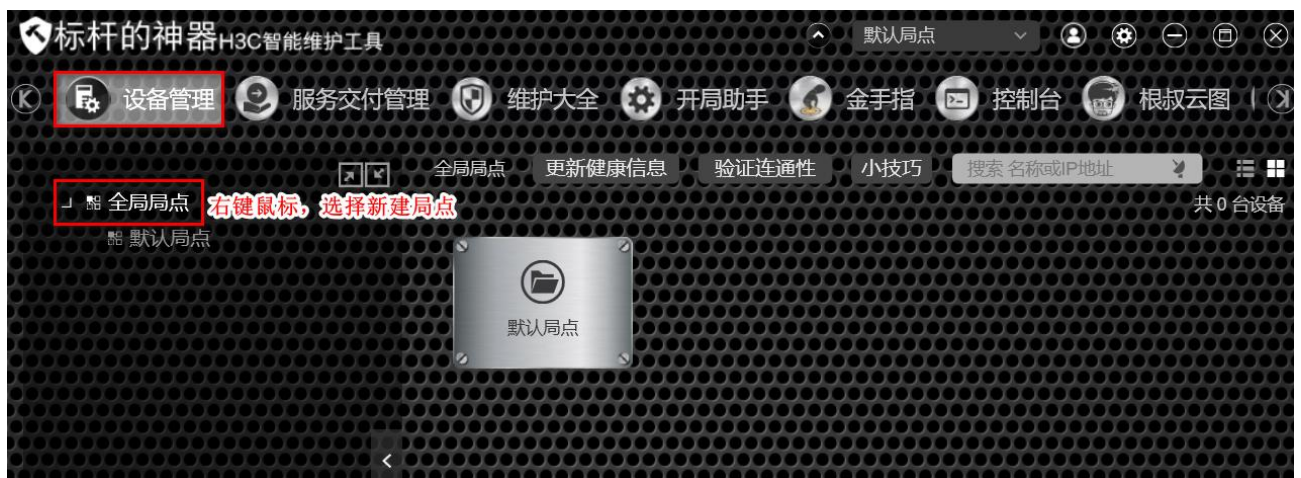 标杆的神器H3C智能维护工具 默认局点
设备管理 服务交付管理 维护大全 开局助手 金手指 控制台 根叔云图
全局局点 更新健康信息 验证连通性 小技巧 搜索 名称或IP地址
全局局点 右键鼠标，选择新建局点 共 0 台设备
默认局点
默认局点